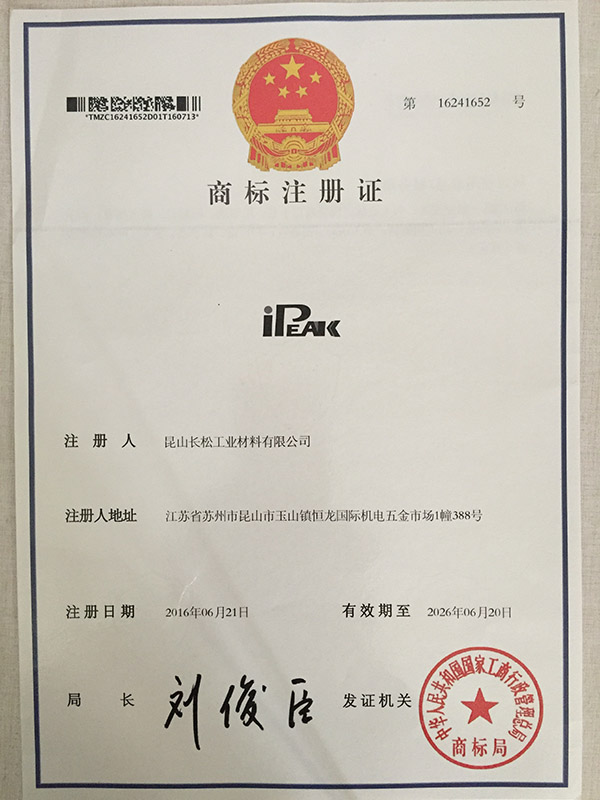 *TMZC16241652D01T160713*
第 16241652 号
商标注册证
iPEAK
注册人 昆山长松工业材料有限公司
注册人地址 江苏省苏州市昆山市玉山镇恒龙国际机电五金市场1幢388号
注册日期 2016年06月21日 有效期至 2026年06月20日
局长 刘俊臣 发证机关
中华人民共和国国家工商行政管理总局
商标局